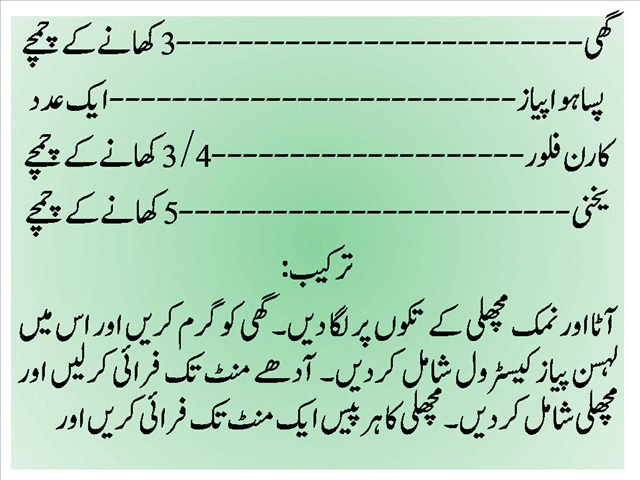 گھی--------------------------3 کھانے کے چمچے
پسا ہوا پیاز--------------------------ایک عدد
کارن فلور--------------------3/4 کھانے کے چمچے
یخنی-------------------------5 کھانے کے چمچے
ترکیب:
آٹا اور نمک مچھلی کے تکوں پر لگا دیں۔ گھی کو گرم کریں اور اس میں
لہسن پیاز کیسٹرول شامل کر دیں۔ آدھے منٹ تک فرائی کر لیں اور
مچھلی شامل کر دیں۔ مچھلی کا ہر پیس ایک منٹ تک فرائی کریں اور